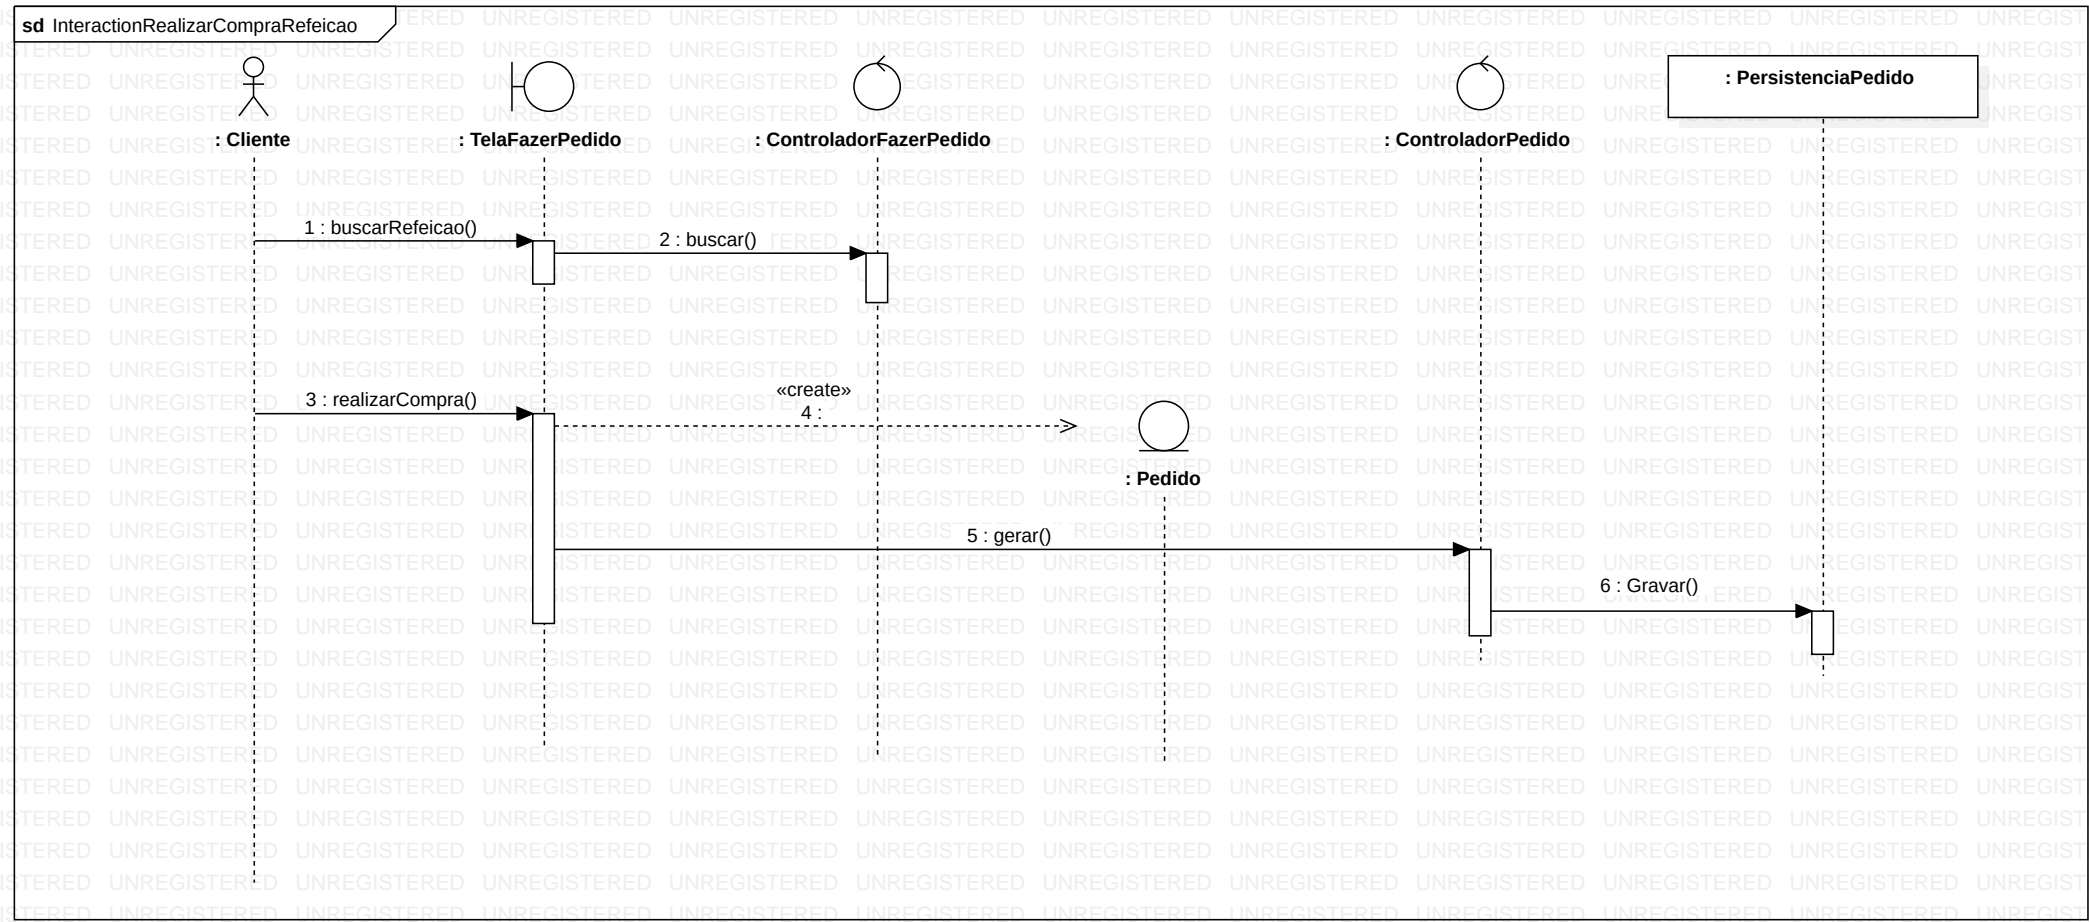 sd InteractionRealizarCompraRefeicao
: Cliente
: TelaFazerPedido
: ControladorFazerPedido
: ControladorPedido
: PersistenciaPedido
1 : buscarRefeicao()
2 : buscar()
3 : realizarCompra()
«create»
4 :
: Pedido
5 : gerar()
6 : Gravar()
UNREGISTERED